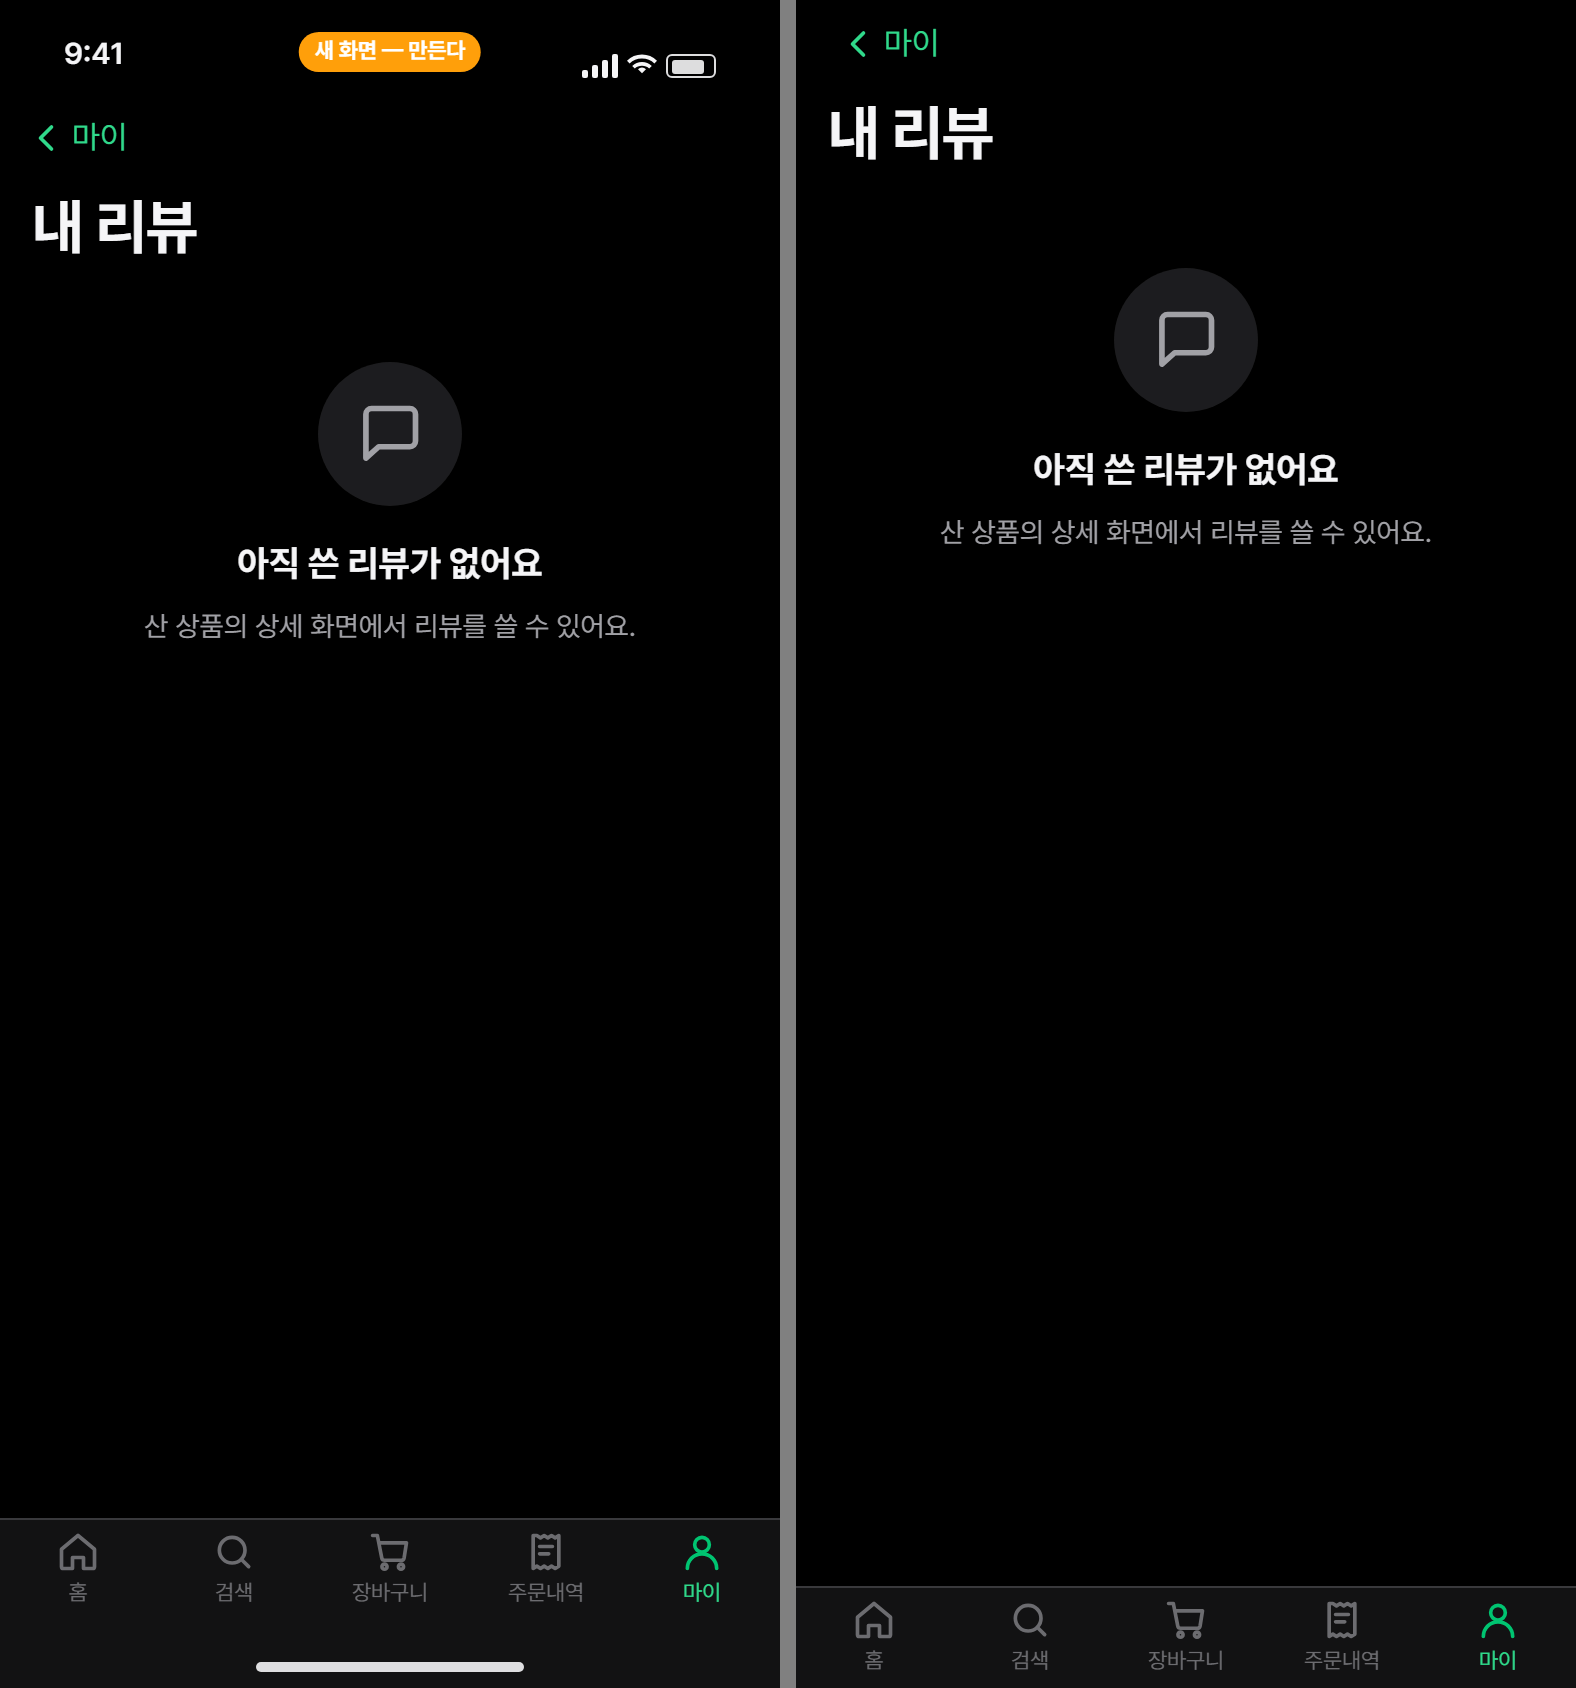 9:41
새 화면 — 만든다
마이
내 리뷰
아직 쓴 리뷰가 없어요
산 상품의 상세 화면에서 리뷰를 쓸 수 있어요.
홈 검색 장바구니 주문내역 마이
마이
내 리뷰
아직 쓴 리뷰가 없어요
산 상품의 상세 화면에서 리뷰를 쓸 수 있어요.
홈 검색 장바구니 주문내역 마이